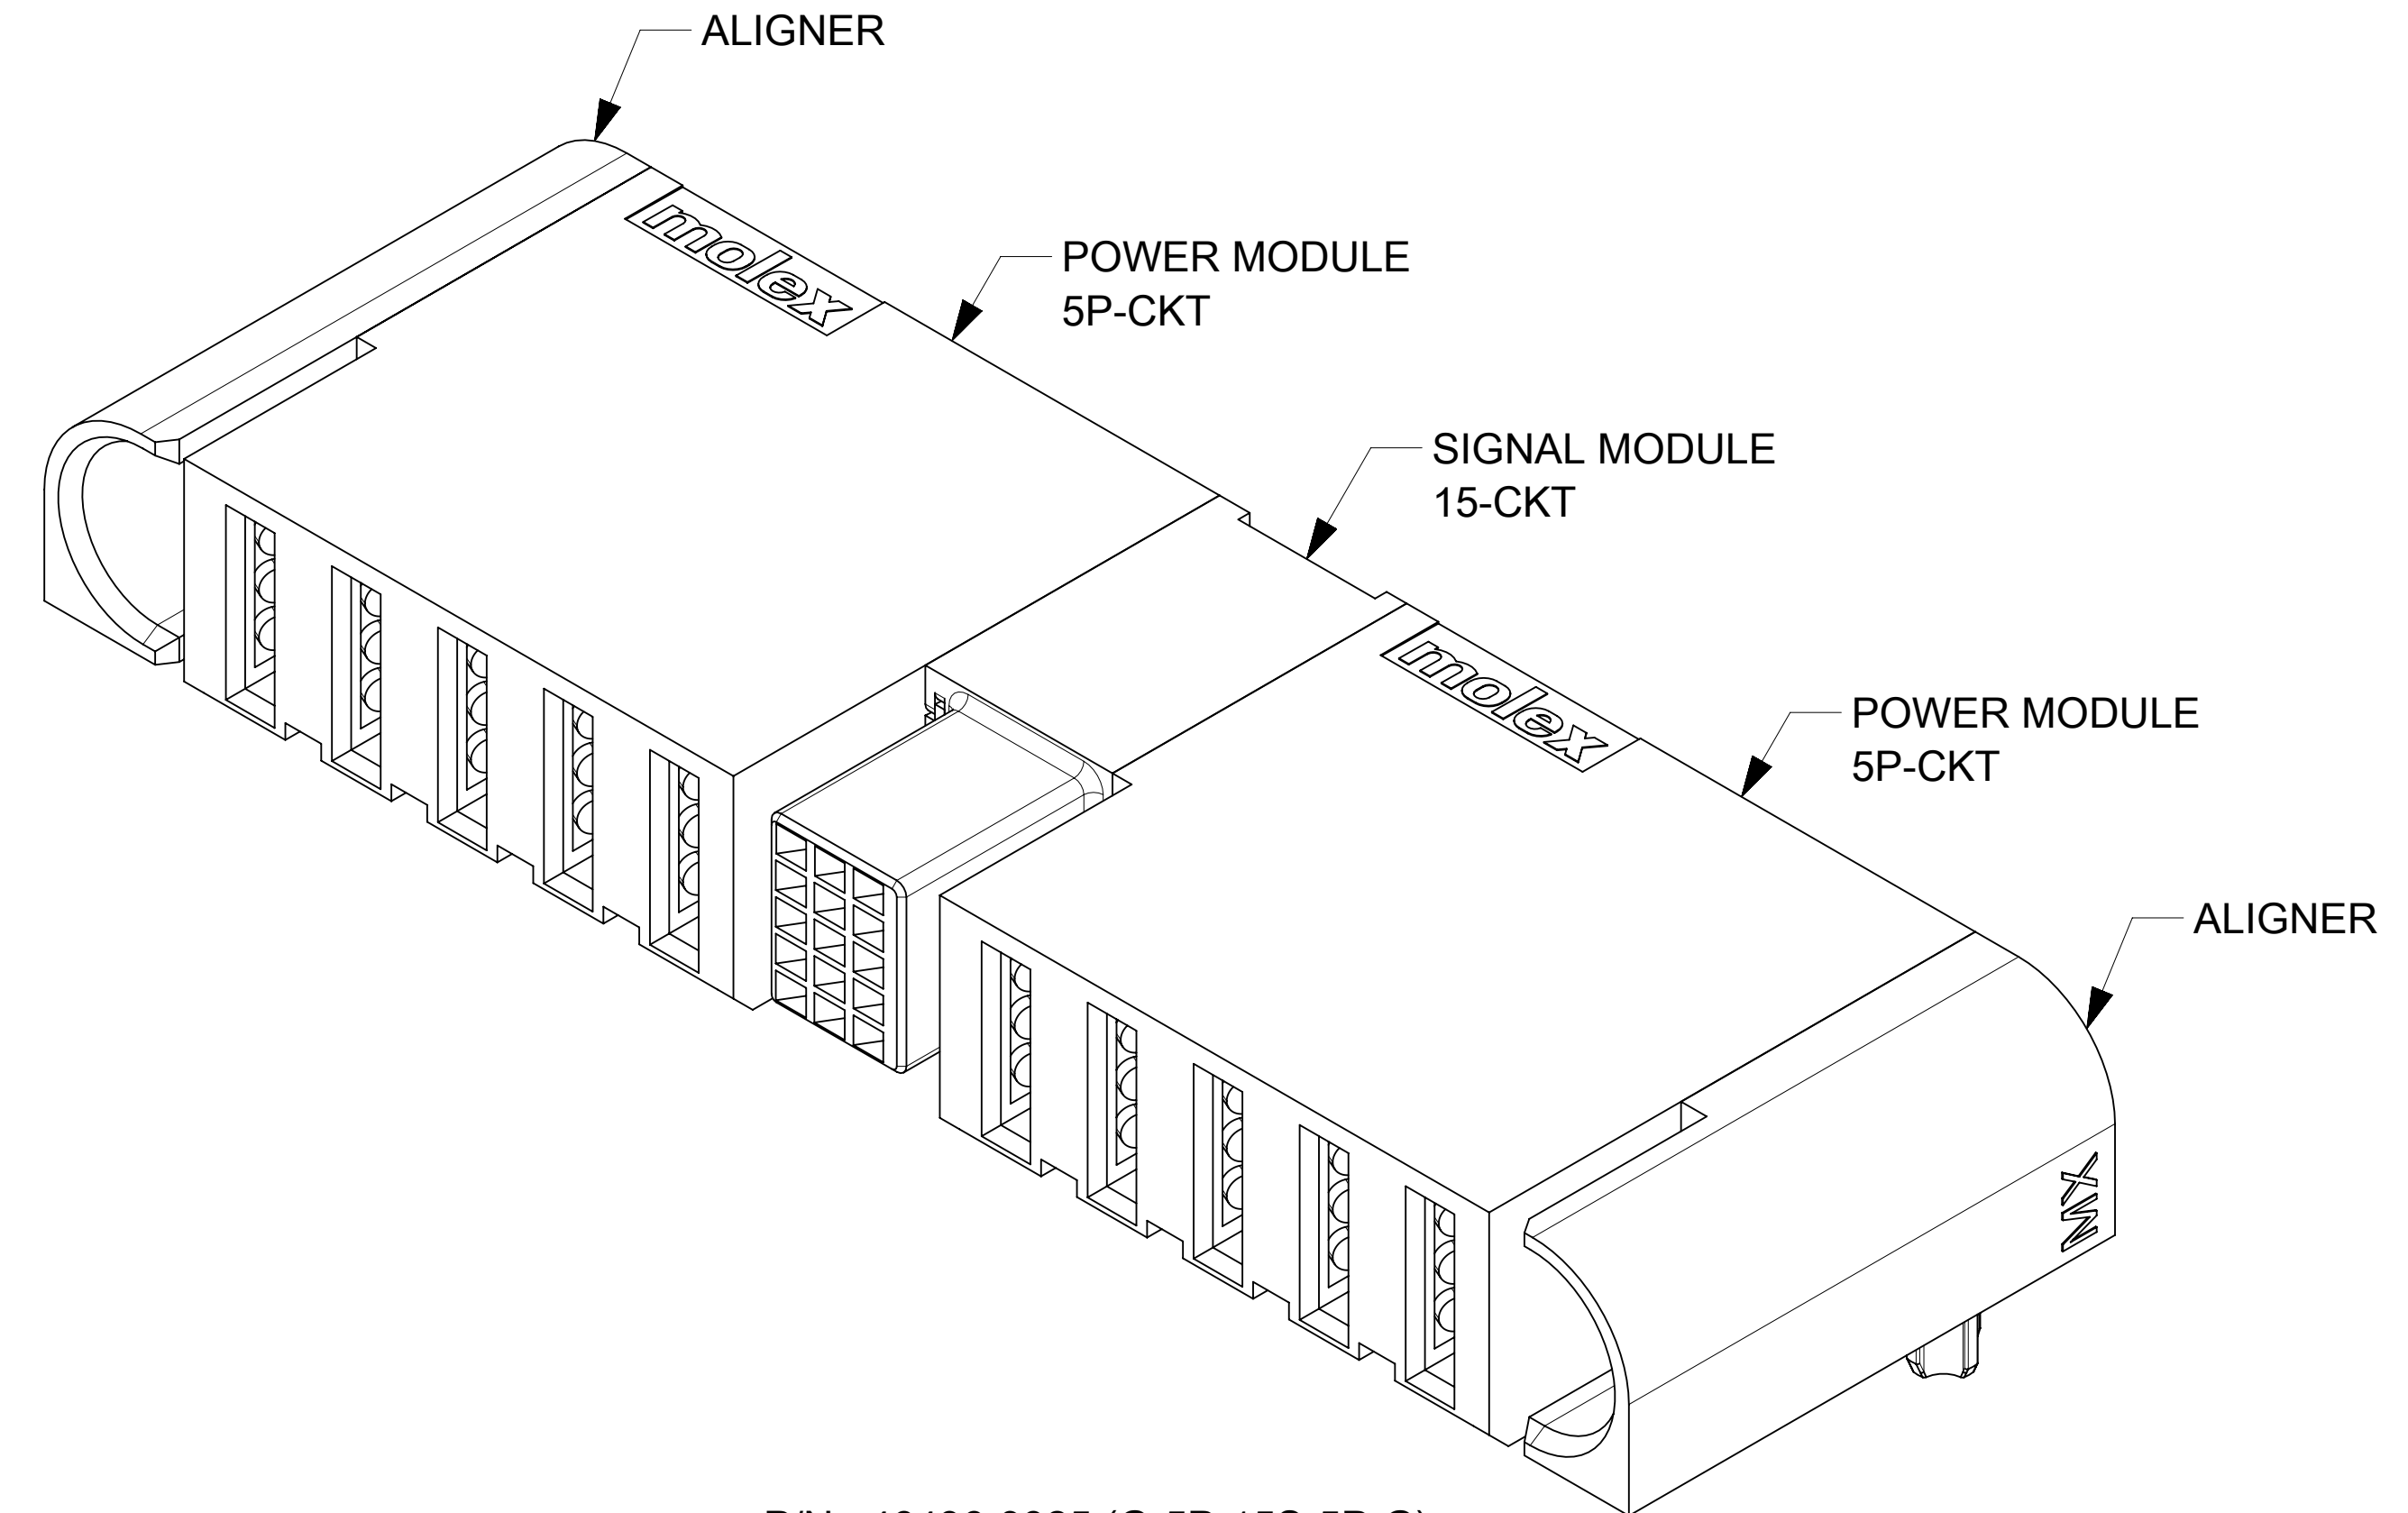 ALIGNER
molex
POWER MODULE
5P-CKT
SIGNAL MODULE
15-CKT
molex
POWER MODULE
5P-CKT
ALIGNER
MX